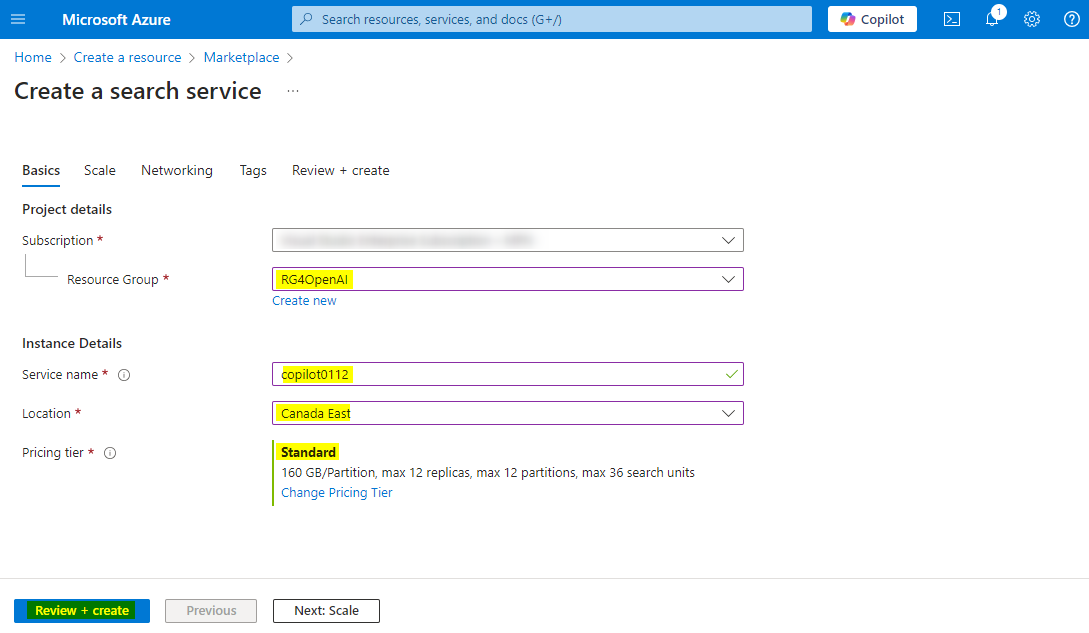 Microsoft Azure
Search resources, services, and docs (G+/)
Copilot
1
Home > Create a resource > Marketplace >
Create a search service ...
Basics Scale Networking Tags Review + create
Project details
Subscription *
Resource Group * RG4OpenAI
Create new
Instance Details
Service name * copilot0112
Location * Canada East
Pricing tier * Standard
160 GB/Partition, max 12 replicas, max 12 partitions, max 36 search units
Change Pricing Tier
Review + create Previous Next: Scale